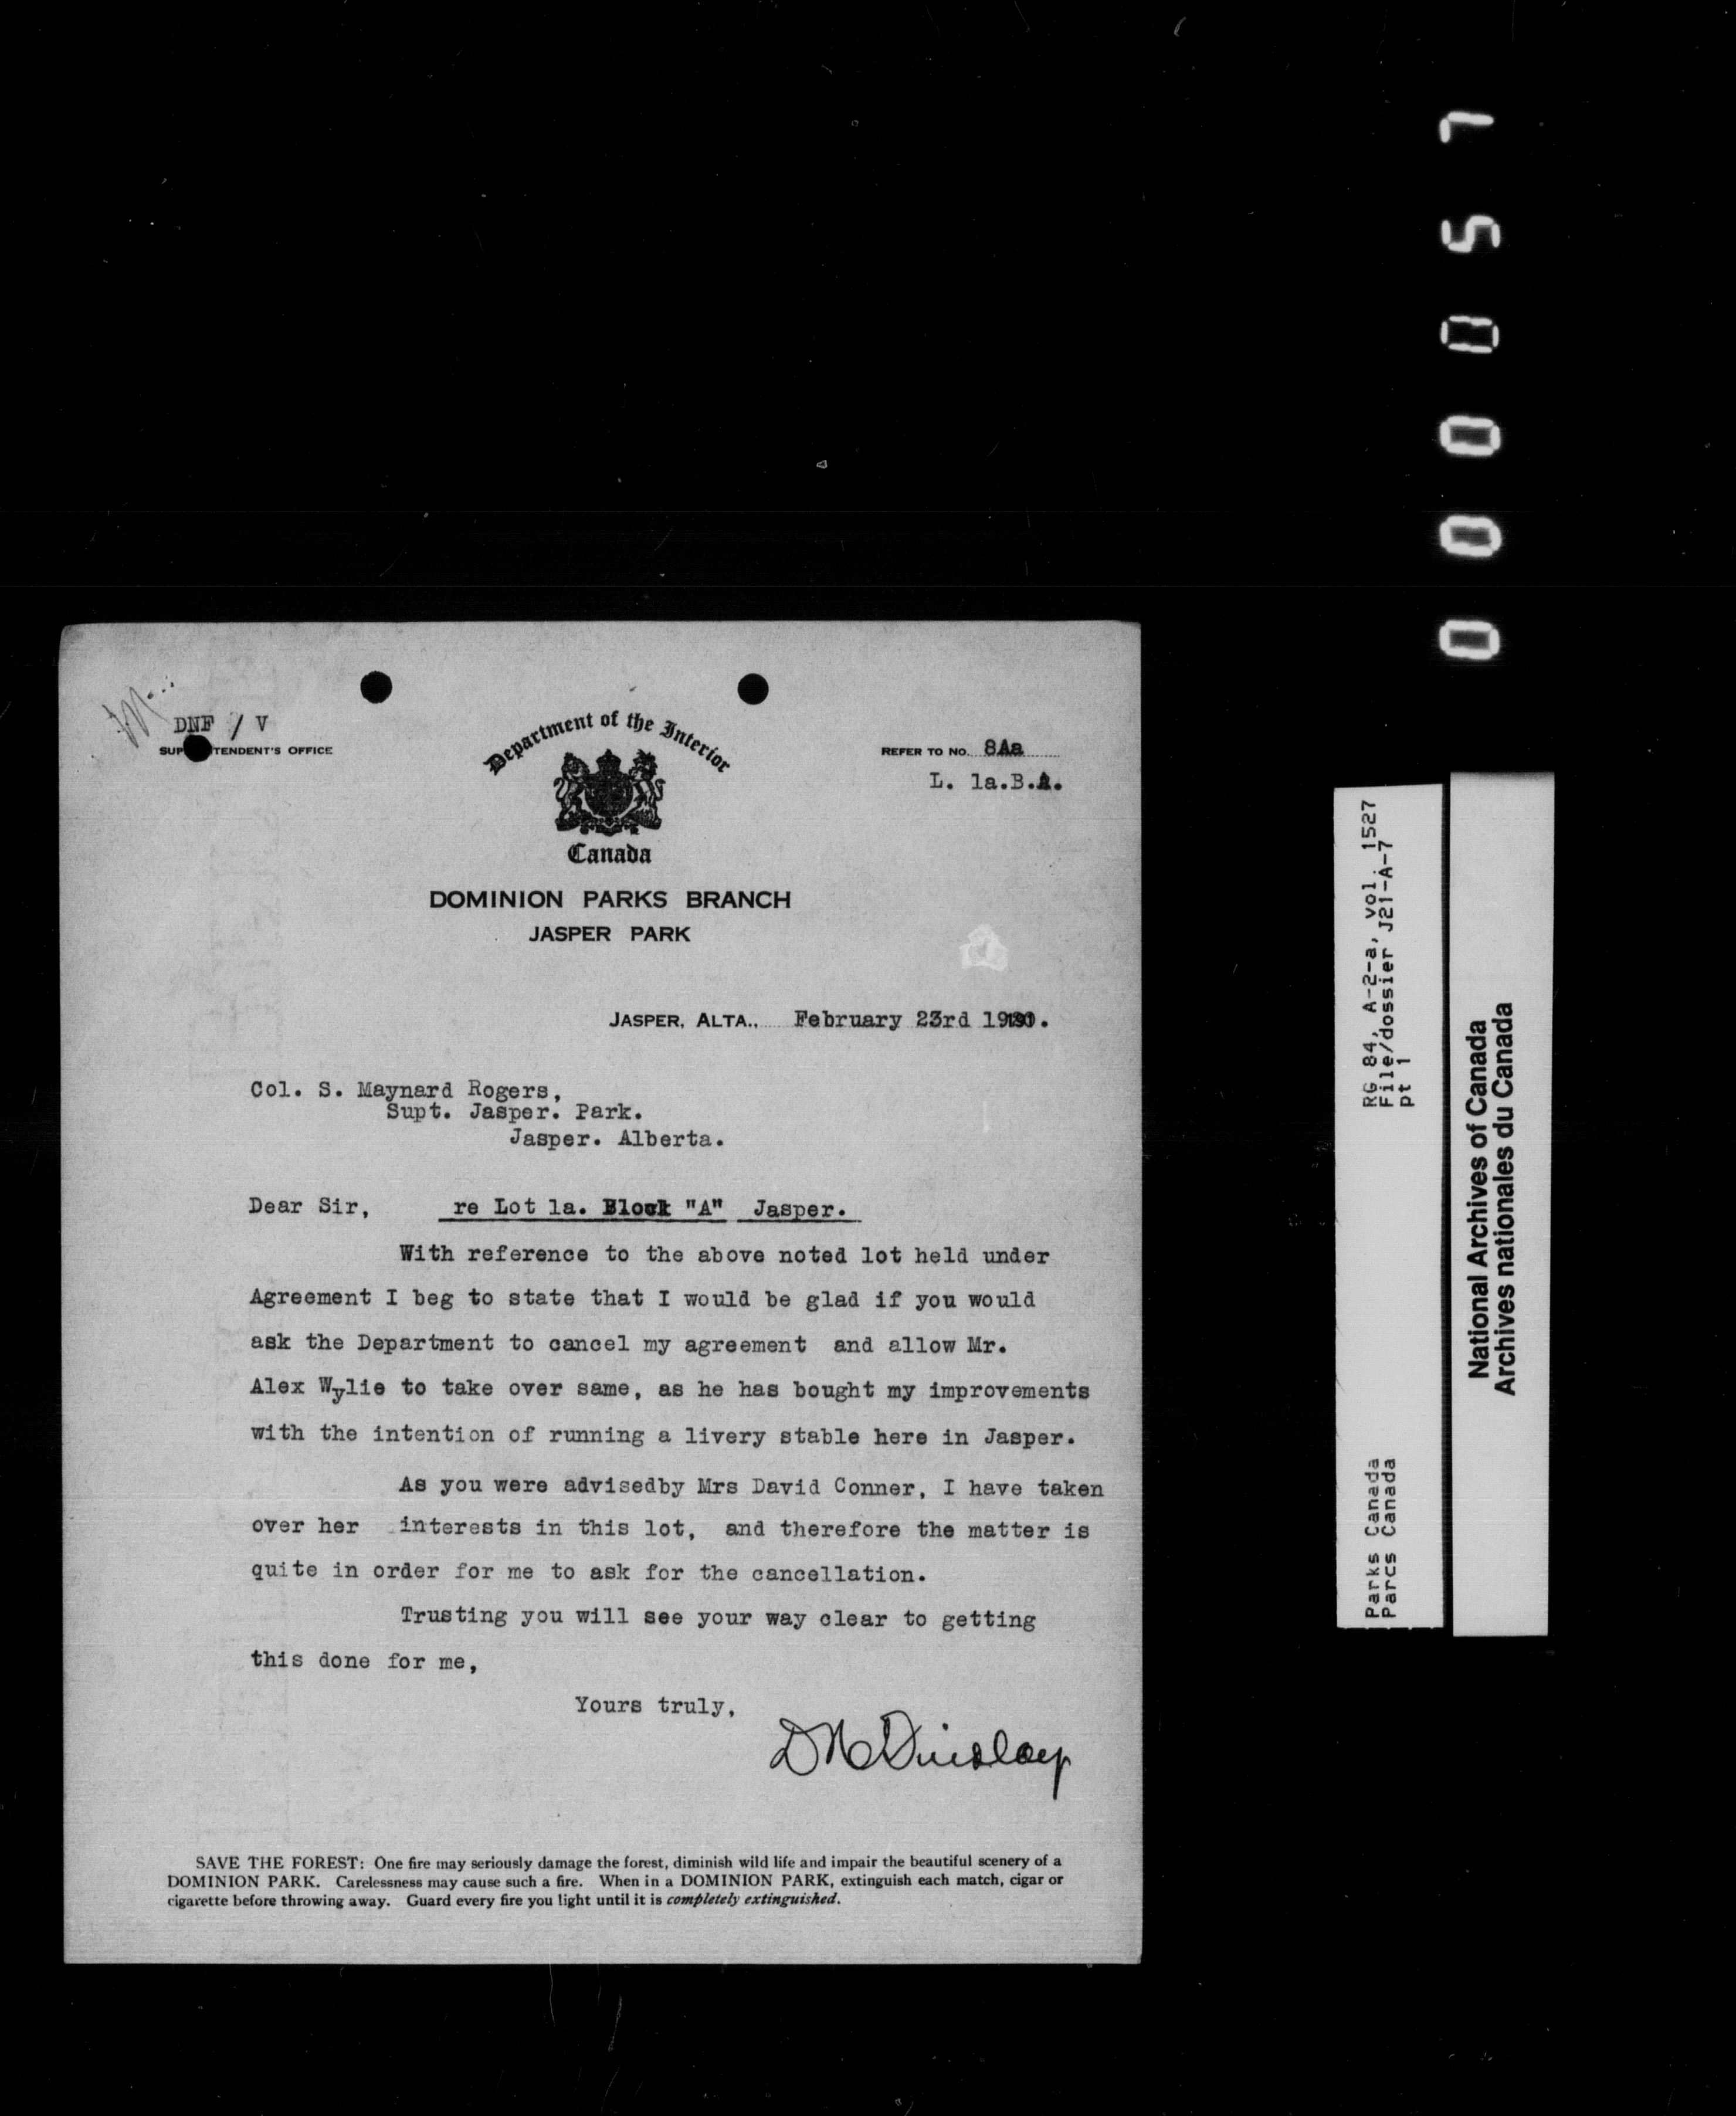 DNF / V
SUP TENDENT'S OFFICE
Department of the Interior
Canada
REFER TO NO. 8Aa
L. la.B.A.
DOMINION PARKS BRANCH
JASPER PARK
JASPER, ALTA., February 23rd 1920.
Col. S. Maynard Rogers,
Supt. Jasper. Park.
Jasper. Alberta.
Dear Sir, re Lot la. Block "A" Jasper.
With reference to the above noted lot held under
Agreement I beg to state that I would be glad if you would
ask the Department to cancel my agreement and allow Mr.
Alex Wylie to take over same, as he has bought my improvements
with the intention of running a livery stable here in Jasper.
As you were advisedby Mrs David Conner, I have taken
over her interests in this lot, and therefore the matter is
quite in order for me to ask for the cancellation.
Trusting you will see your way clear to getting
this done for me,
Yours truly,
SAVE THE FOREST: One fire may seriously damage the forest, diminish wild life and impair the beautiful scenery of a
DOMINION PARK. Carelessness may cause such a fire. When in a DOMINION PARK, extinguish each match, cigar or
cigarette before throwing away. Guard every fire you light until it is completely extinguished.
000057
RG 84, A-2-a, vol. 1527
File/dossier J21-A-7
pt 1
Parks Canada
Parcs Canada
National Archives of Canada
Archives nationales du Canada